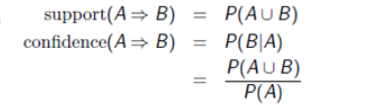 support(A ⇒ B) = P(A ∪ B)
confidence(A ⇒ B) = P(B|A)
= P(A ∪ B) / P(A)